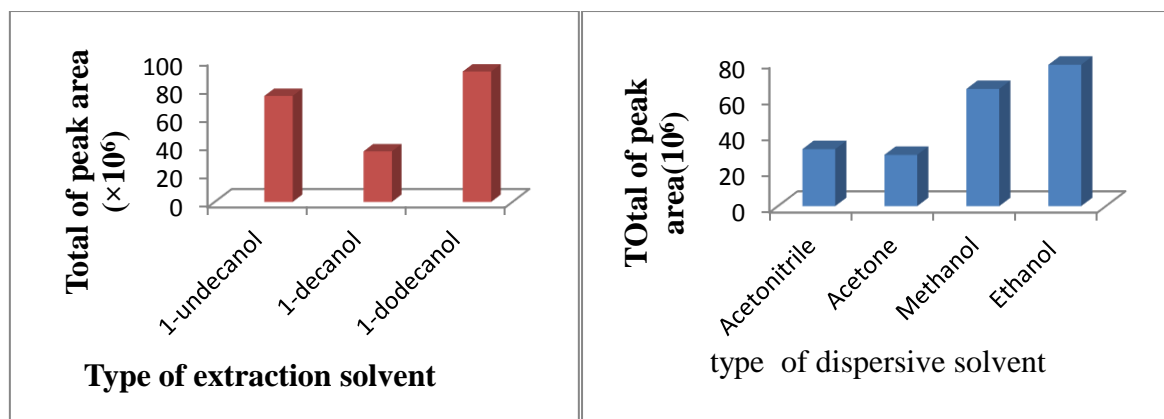 Total of peak area
(×10⁶)
100
80
60
40
20
0
1-undecanol
1-decanol
1-dodecanol
Type of extraction solvent
TOtal of peak
area(10⁶)
80
60
40
20
0
Acetonitrile
Acetone
Methanol
Ethanol
type of dispersive solvent